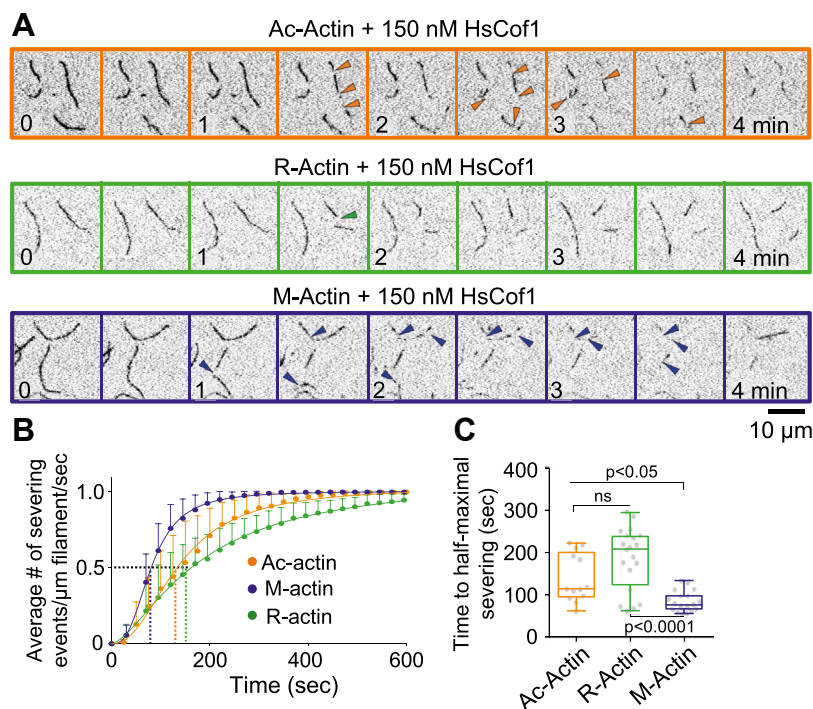 A
Ac-Actin + 150 nM HsCof1
0 1 2 3 4 min
R-Actin + 150 nM HsCof1
0 1 2 3 4 min
M-Actin + 150 nM HsCof1
0 1 2 3 4 min
10 µm
B
Average # of severing
events/µm filament/sec
1.0
0.5
0
Ac-actin
M-actin
R-actin
0 200 400 600
Time (sec)
C
Time to half-maximal
severing (sec)
400
300
200
100
0
p<0.05
ns
p<0.0001
Ac-Actin
R-Actin
M-Actin